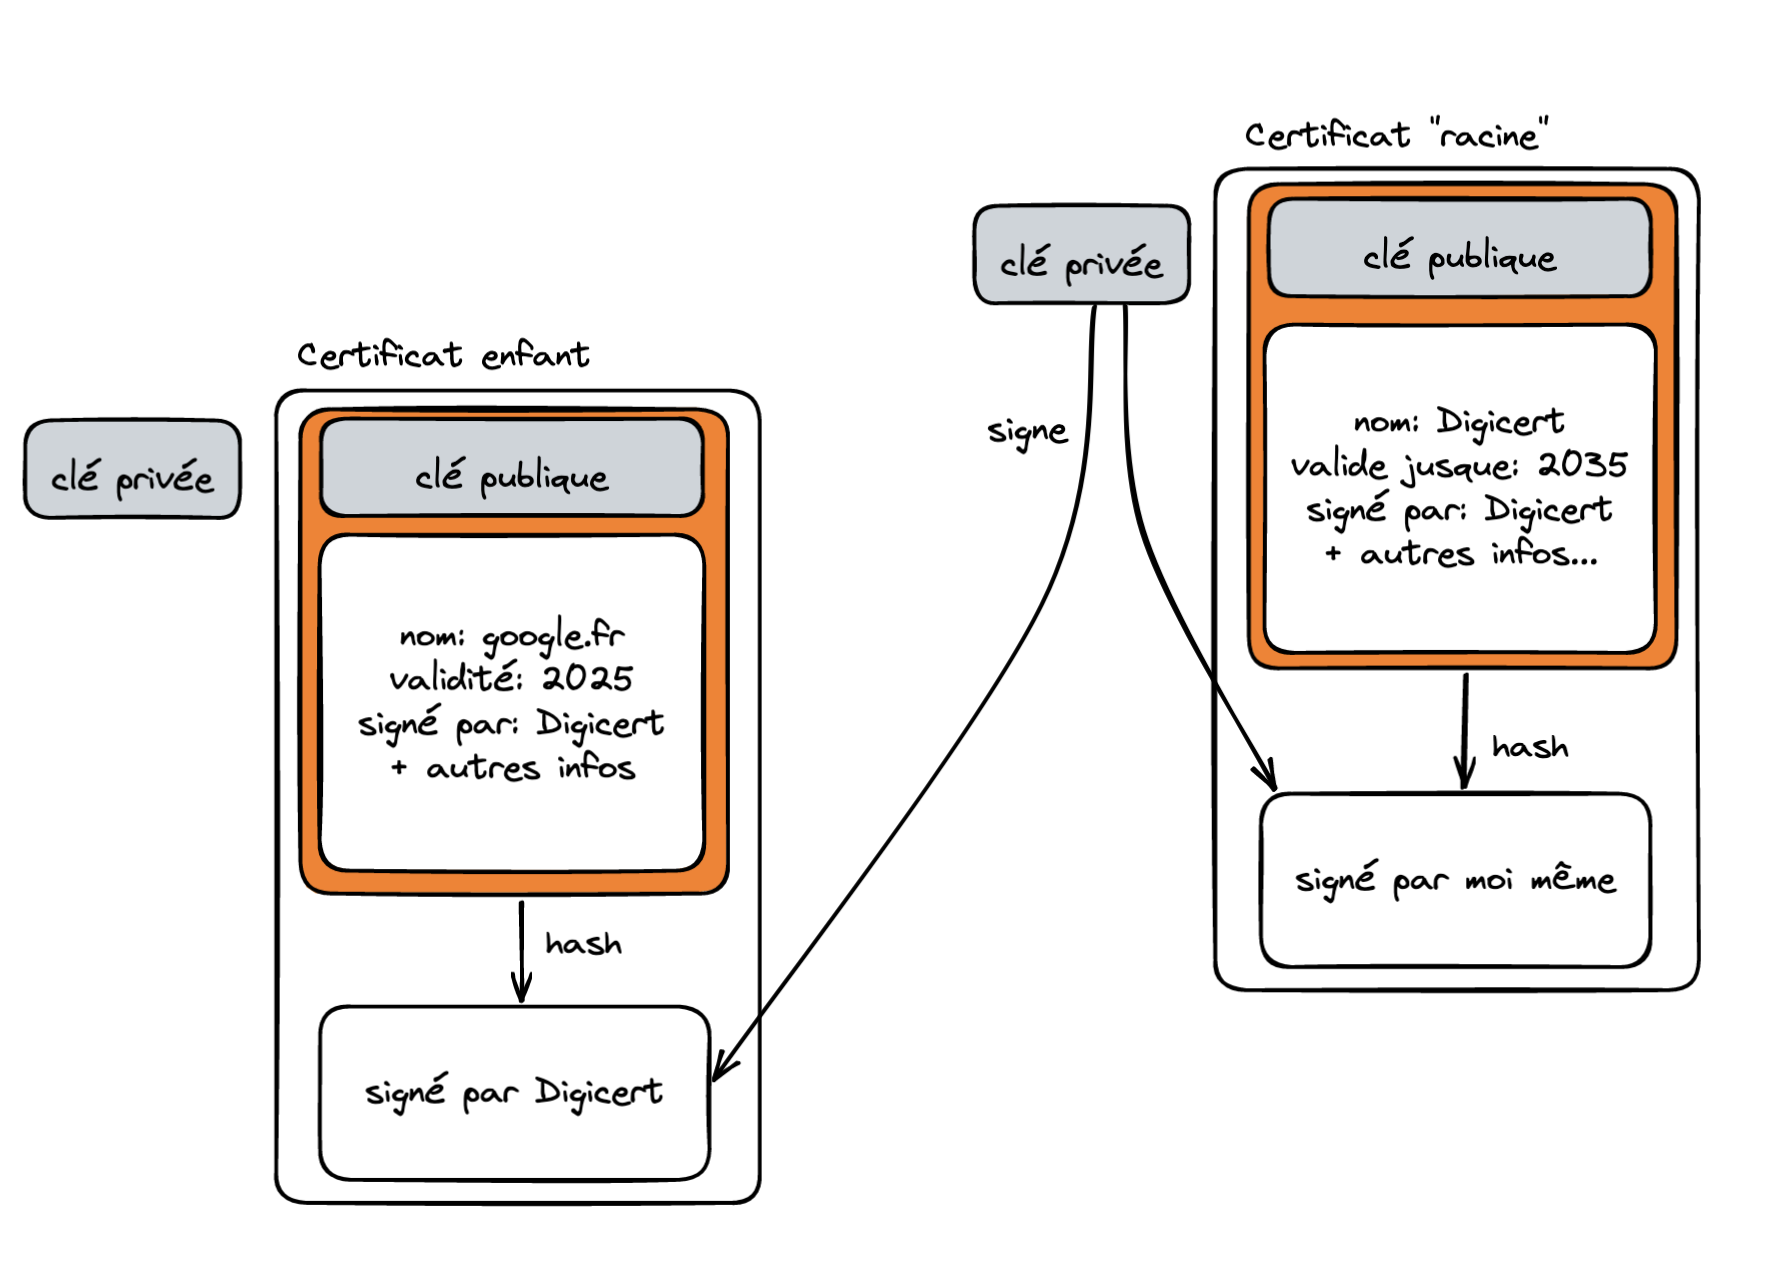 Certificat "racine"
clé privée
clé publique
nom: Digicert
valide jusque: 2035
signé par: Digicert
+ autres infos...
hash
signé par moi même
signe
Certificat enfant
clé privée
clé publique
nom: google.fr
validité: 2025
signé par: Digicert
+ autres infos
hash
signé par Digicert